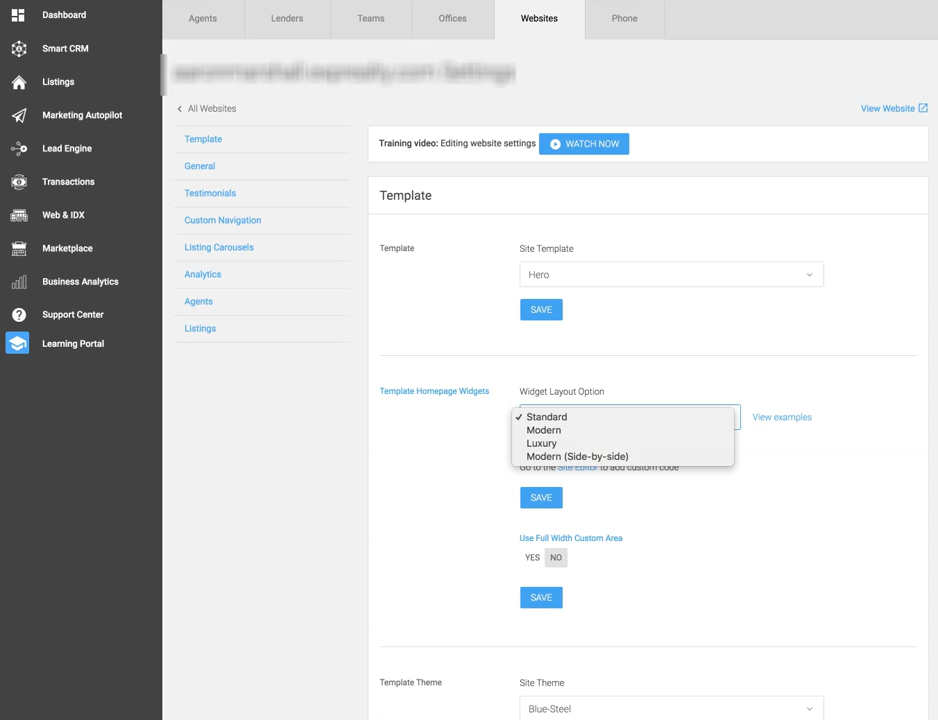 Dashboard
Smart CRM
Listings
Marketing Autopilot
Lead Engine
Transactions
Web & IDX
Marketplace
Business Analytics
Support Center
Learning Portal
Agents
Lenders
Teams
Offices
Websites
Phone
All Websites
View Website
Template
General
Testimonials
Custom Navigation
Listing Carousels
Analytics
Agents
Listings
Training video: Editing website settings
WATCH NOW
Template
Template
Site Template
Hero
SAVE
Template Homepage Widgets
Widget Layout Option
✓ Standard
Modern
Luxury
Modern (Side-by-side)
View examples
Go to the Site Editor to add custom code
SAVE
Use Full Width Custom Area
YES NO
SAVE
Template Theme
Site Theme
Blue-Steel